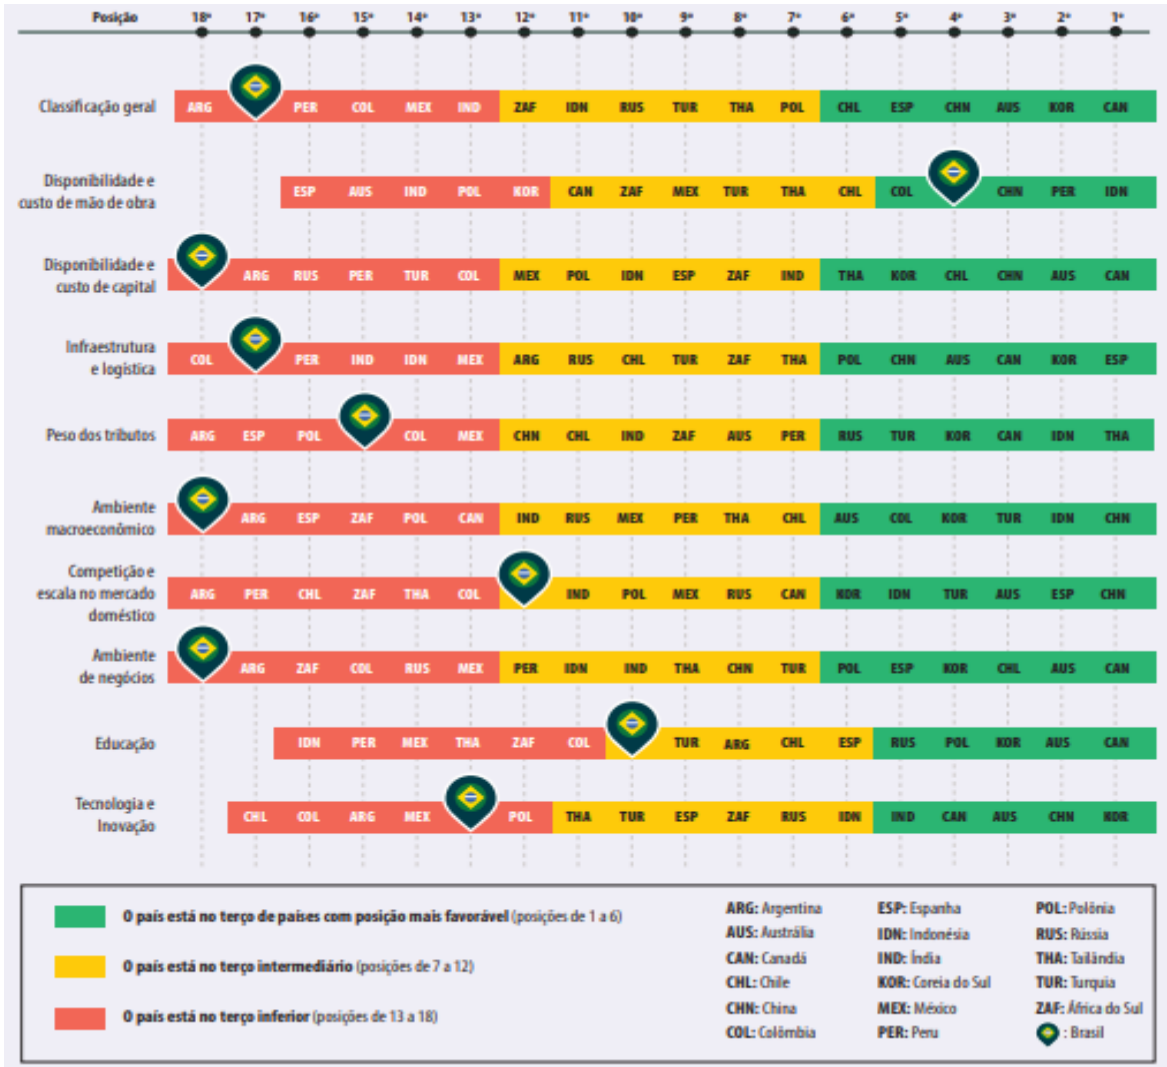 Posição 18º 17º 16º 15º 14º 13º 12º 11º 10º 9º 8º 7º 6º 5º 4º 3º 2º 1º
Classificação geral ARG PER COL MEX IND ZAF IDN RUS TUR THA POL CHL ESP CHN AUS KOR CAN
Disponibilidade e
custo de mão de obra ESP AUS IND POL KOR CAN ZAF MEX TUR THA CHL COL CHN PER IDN
Disponibilidade e
custo de capital ARG RUS PER TUR COL MEX POL IDN ESP ZAF IND THA KOR CHL CHN AUS CAN
Infraestrutura
e logística COL PER IND IDN MEX ARG RUS CHL TUR ZAF THA POL CHN AUS CAN KOR ESP
Peso dos tributos ARG ESP POL COL MEX CHN CHL IND ZAF AUS PER RUS TUR KOR CAN IDN THA
Ambiente
macroeconômico ARG ESP ZAF POL CAN IND RUS MEX PER THA CHL AUS COL KOR TUR IDN CHN
Competição e
escala no mercado
doméstico ARG PER CHL ZAF THA COL IND POL MEX RUS CAN KOR IDN TUR AUS ESP CHN
Ambiente
de negócios ARG ZAF COL RUS MEX PER IDN IND THA CHN TUR POL ESP KOR CHL AUS CAN
Educação IDN PER MEX THA ZAF COL TUR ARG CHL ESP RUS POL KOR AUS CAN
Tecnologia e
Inovação CHL COL ARG MEX POL THA TUR ESP ZAF RUS IDN IND CAN AUS CHN KOR
O país está no terço de países com posição mais favorável (posições de 1 a 6)
O país está no terço intermediário (posições de 7 a 12)
O país está no terço inferior (posições de 13 a 18)
ARG: Argentina
AUS: Austrália
CAN: Canadá
CHL: Chile
CHN: China
COL: Colômbia
ESP: Espanha
IDN: Indonésia
IND: Índia
KOR: Coreia do Sul
MEX: México
PER: Peru
POL: Polônia
RUS: Rússia
THA: Tailândia
TUR: Turquia
ZAF: África do Sul
: Brasil